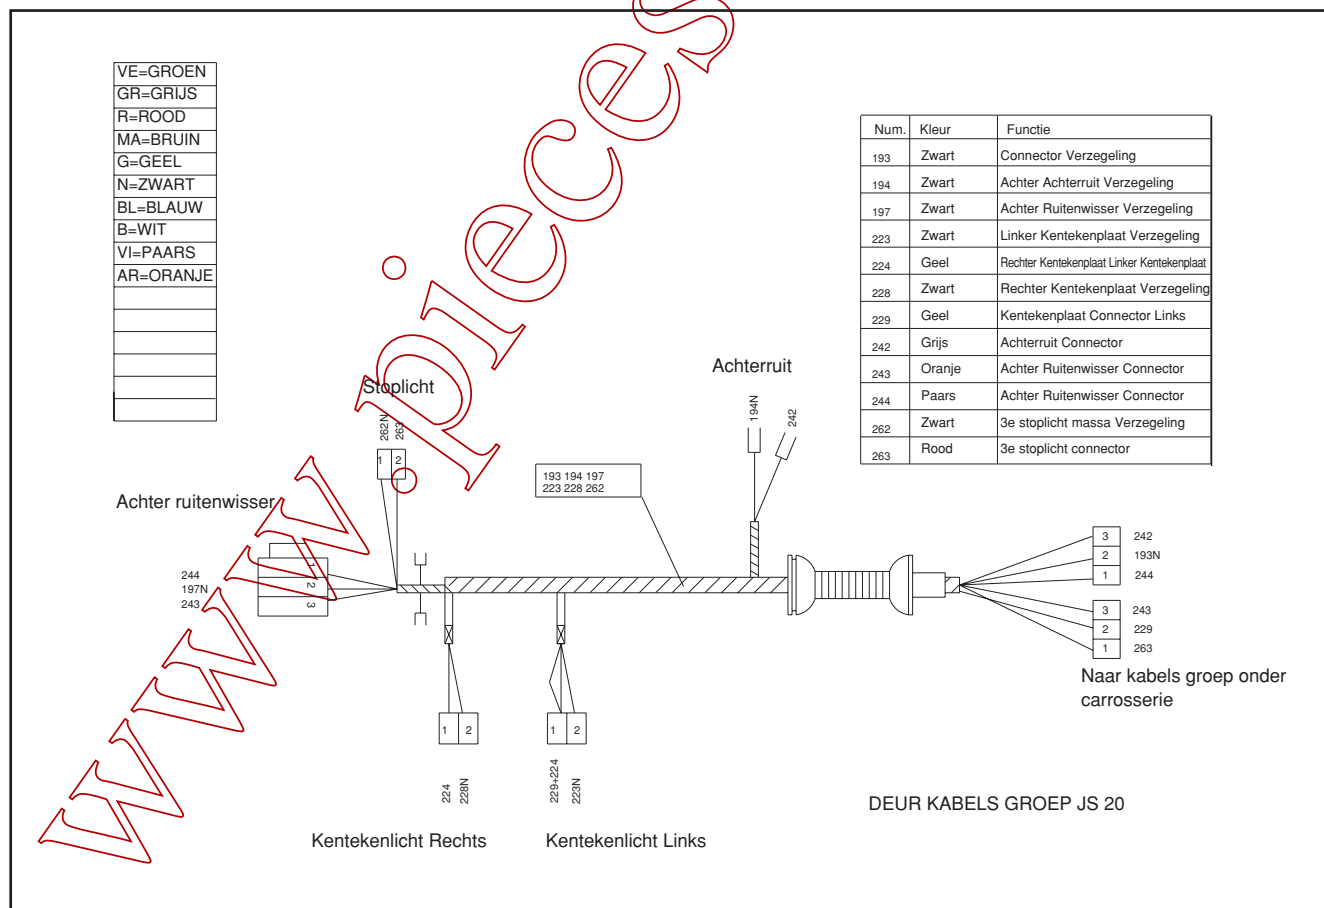 VE=GROEN
GR=GRIJS
R=ROOD
MA=BRUIN
G=GEEL
N=ZWART
BL=BLAUW
B=WIT
VI=PAARS
AR=ORANJE
Num. Kleur Functie
193 Zwart Connector Verzegeling
194 Zwart Achter Achterruit Verzegeling
197 Zwart Achter Ruitenwisser Verzegeling
223 Zwart Linker Kentekenplaat Verzegeling
224 Geel Rechter Kentekenplaat Linker Kentekenplaat
228 Zwart Rechter Kentekenplaat Verzegeling
229 Geel Kentekenplaat Connector Links
242 Grijs Achterruit Connector
243 Oranje Achter Ruitenwisser Connector
244 Paars Achter Ruitenwisser Connector
262 Zwart 3e stoplicht massa Verzegeling
263 Rood 3e stoplicht connector
Stoplicht
262N
263
1 2
Achterruit
194N
242
193 194 197
223 228 262
Achter ruitenwisser
244
197N
243
1
2
3
3 242
2 193N
1 244
3 243
2 229
1 263
Naar kabels groep onder
carrosserie
1 2
224
228N
Kentekenlicht Rechts
1 2
229+224
223N
Kentekenlicht Links
DEUR KABELS GROEP JS 20
www.pieces